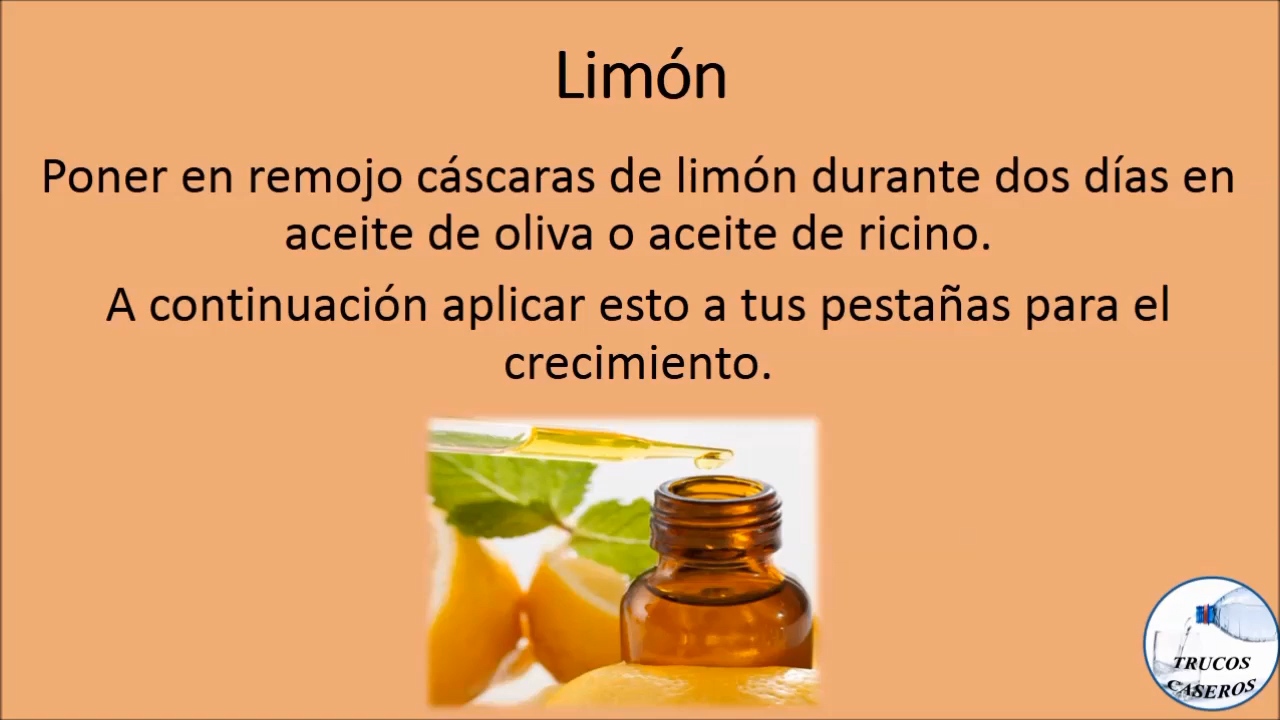 Limón
Poner en remojo cáscaras de limón durante dos días en
aceite de oliva o aceite de ricino.
A continuación aplicar esto a tus pestañas para el
crecimiento.
TRUCOS
CASEROS